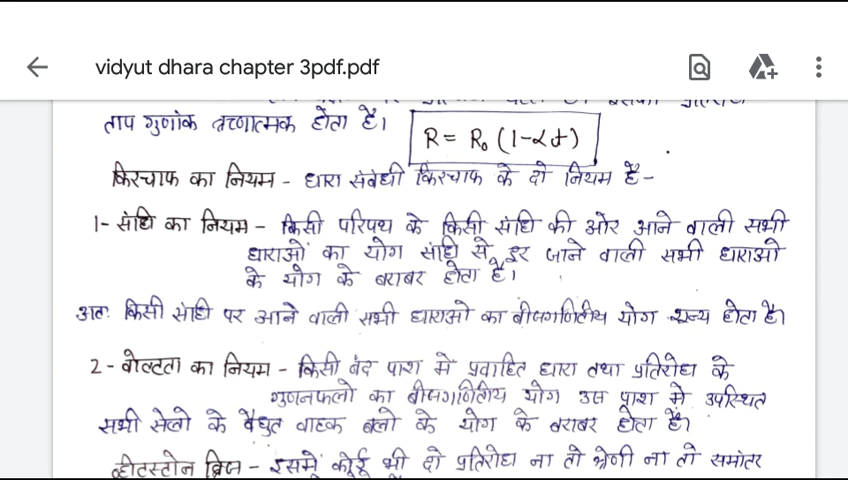 vidyut dhara chapter 3pdf.pdf
ताप गुणांक ऋणात्मक होता है। R = R₀ (1-αt)
किरचाफ का नियम - धारा संबंधी किरचाफ के दो नियम है -
1- संधि का नियम - किसी परिपथ के किसी संधि की ओर आने वाली सभी
धाराओं का योग संधि से दूर जाने वाली सभी धाराओ
के योग के बराबर होता है।
अतः किसी संधि पर आने वाली सभी धाराओ का बीजगणितीय योग शून्य होता है।
2- वोल्टता का नियम - किसी बंद पाश में प्रवाहित धारा तथा प्रतिरोध के
गुणनफलो का बीजगणितीय योग उस पाश मे उपस्थित
सभी सेलो के वैधुत वाहक बलो के योग के बराबर होता है।
व्हीटस्टोन ब्रिज - इसमें कोई भी दो प्रतिरोध ना तो श्रेणी ना तो समांतर